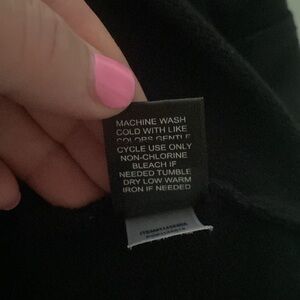 MACHINE WASH
COLD WITH LIKE
COLORS GENTLE
CYCLE USE ONLY
NON-CHLORINE
BLEACH IF
NEEDED TUMBLE
DRY LOW WARM
IRON IF NEEDED